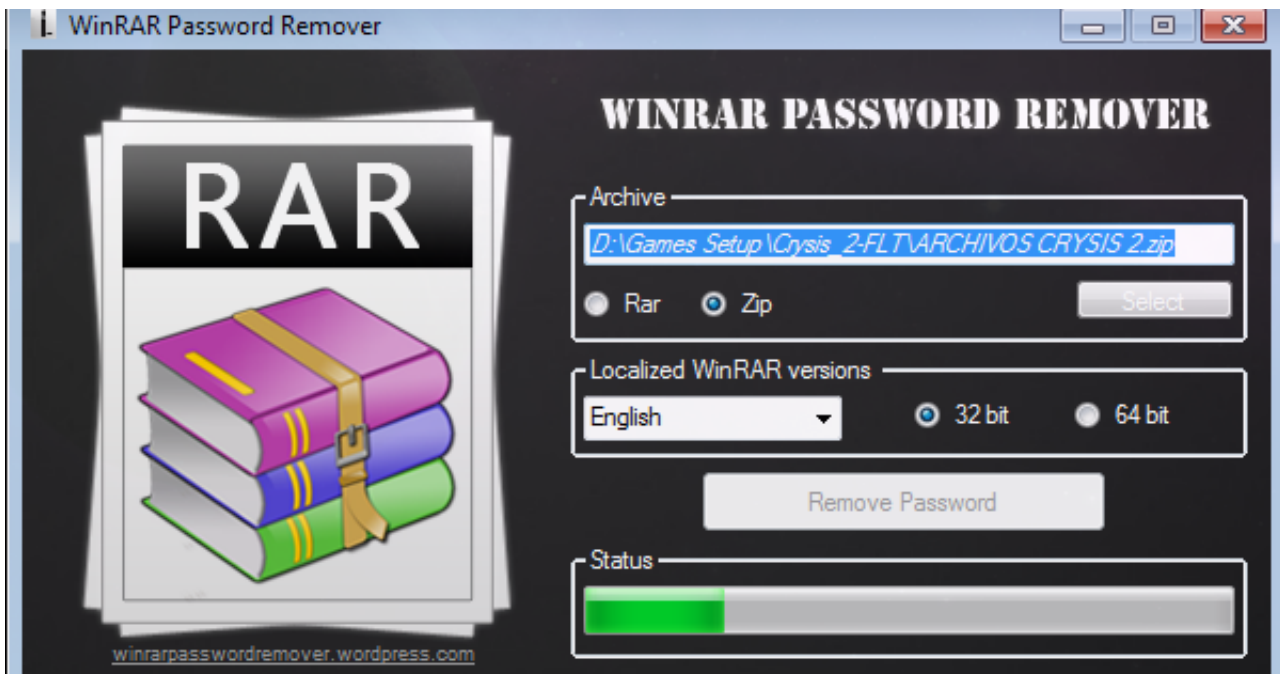 WinRAR Password Remover
WINRAR PASSWORD REMOVER
RAR
Archive
D:\Games Setup\Crysis_2-FLT\ARCHIVOS CRYSIS 2.zip
Rar Zip Select
Localized WinRAR versions
English 32 bit 64 bit
Remove Password
Status
winrarpasswordremover.wordpress.com